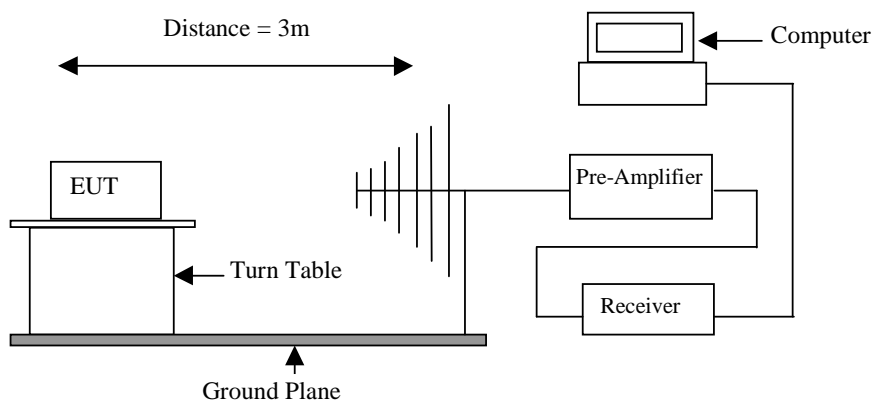 Distance = 3m
Computer
EUT
Pre-Amplifier
Turn Table
Receiver
Ground Plane